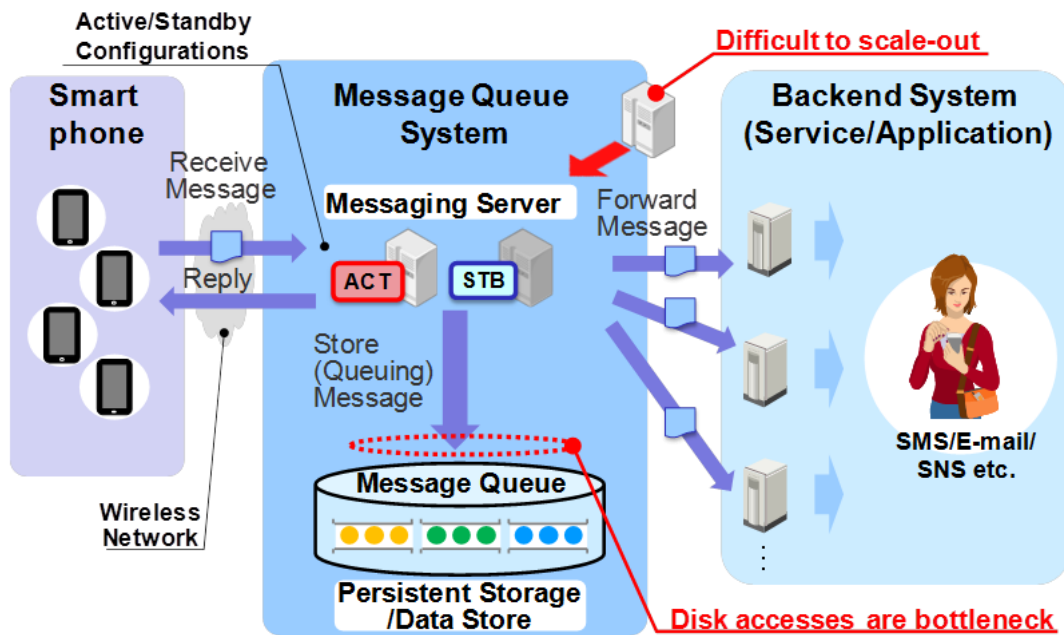 Active/Standby
Configurations
Difficult to scale-out
Smart
phone
Message Queue
System
Backend System
(Service/Application)
Receive
Message
Messaging Server
Forward
Message
Reply
ACT
STB
Store
(Queuing)
Message
SMS/E-mail/
SNS etc.
Message Queue
Wireless
Network
Persistent Storage
/Data Store
Disk accesses are bottleneck